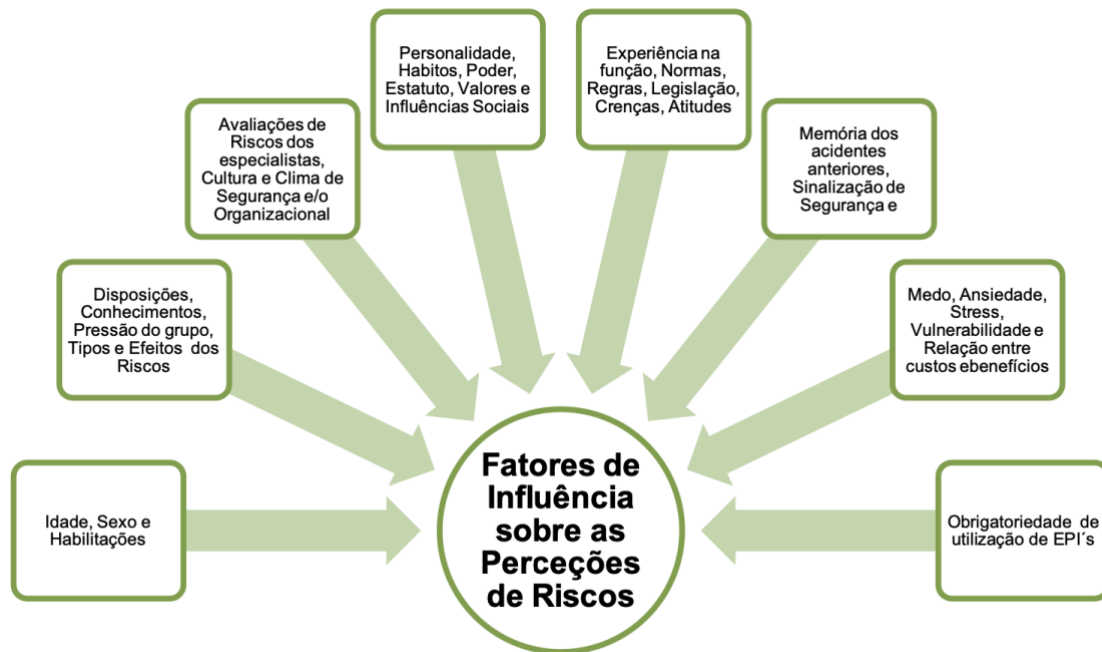 Personalidade,
Habitos, Poder,
Estatuto, Valores e
Influências Sociais
Experiência na
função, Normas,
Regras, Legislação,
Crenças, Atitudes
Avaliações de
Riscos dos
especialistas,
Cultura e Clima de
Segurança e/o
Organizacional
Memória dos
acidentes
anteriores,
Sinalização de
Segurança e
Disposições,
Conhecimentos,
Pressão do grupo,
Tipos e Efeitos dos
Riscos
Medo, Ansiedade,
Stress,
Vulnerabilidade e
Relação entre
custos ebenefícios
Idade, Sexo e
Habilitações
Fatores de
Influência
sobre as
Perceções
de Riscos
Obrigatoriedade de
utilização de EPI´s